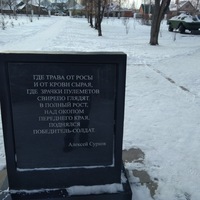 ГДЕ ТРАВА ОТ РОСЫ
И ОТ КРОВИ СЫРАЯ,
ГДЕ ЗРАЧКИ ПУЛЕМЕТОВ
СВИРЕПО ГЛЯДЯТ
В ПОЛНЫЙ РОСТ,
НАД ОКОПОМ
ПЕРЕДНЕГО КРАЯ,
ПОДНЯЛСЯ
ПОБЕДИТЕЛЬ-СОЛДАТ.
Алексей Сурков